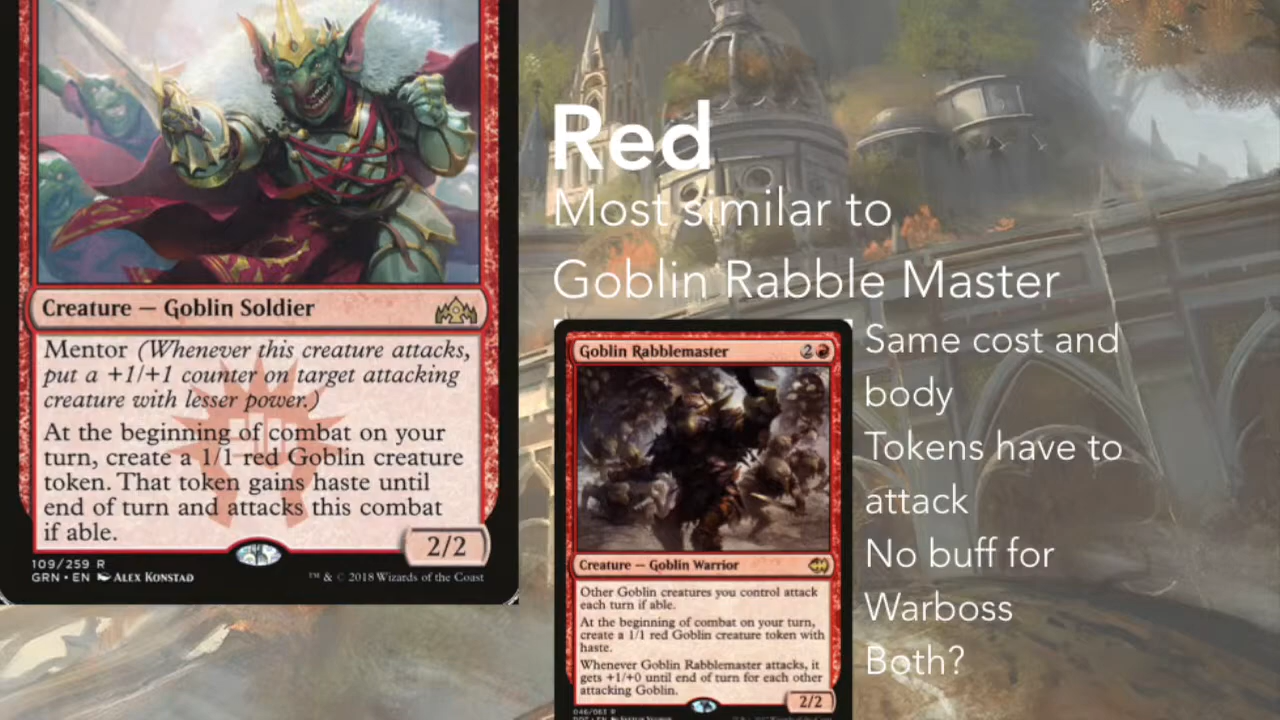 Creature — Goblin Soldier
Mentor (Whenever this creature attacks,
put a +1/+1 counter on target attacking
creature with lesser power.)
At the beginning of combat on your
turn, create a 1/1 red Goblin creature
token. That token gains haste until
end of turn and attacks this combat
if able.
2/2
109/259 R
GRN • EN ALEX KONSTAD
™ & © 2018 Wizards of the Coast
Red
Most similar to
Goblin Rabble Master
Goblin Rabblemaster 2
Creature — Goblin Warrior
Other Goblin creatures you control attack
each turn if able.
At the beginning of combat on your turn,
create a 1/1 red Goblin creature token with
haste.
Whenever Goblin Rabblemaster attacks, it
gets +1/+0 until end of turn for each other
attacking Goblin.
2/2
Same cost and
body
Tokens have to
attack
No buff for
Warboss
Both?